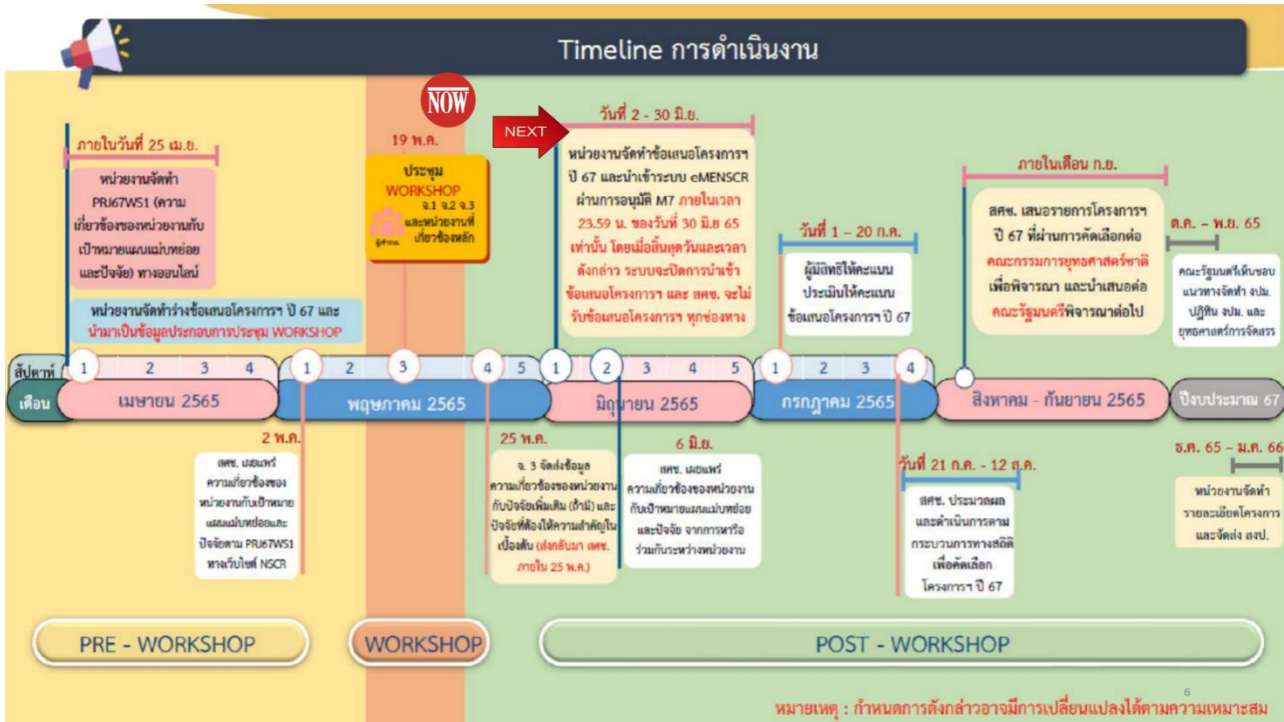 Timeline การดำเนินงาน
NOW
NEXT
ภายในวันที่ 25 เม.ย.
หน่วยงานจัดทำ
PRJ67WS1 (ความ
เกี่ยวข้องของหน่วยงานกับ
เป้าหมายแผนแม่บทย่อย
และปัจจัย) ทางออนไลน์
หน่วยงานจัดทำร่างข้อเสนอโครงการฯ ปี 67 และ
นำมาเป็นข้อมูลประกอบการประชุม WORKSHOP
19 พ.ค.
ประชุม
WORKSHOP
จ.1 จ.2 จ.3
และหน่วยงานที่
เกี่ยวข้องหลัก
วันที่ 2 - 30 มิ.ย.
หน่วยงานจัดทำข้อเสนอโครงการฯ
ปี 67 และนำเข้าระบบ eMENSCR
ผ่านการอนุมัติ M7 ภายในเวลา
23.59 น. ของวันที่ 30 มิ.ย 65
เท่านั้น โดยเมื่อสิ้นสุดวันและเวลา
ดังกล่าว ระบบจะปิดการนำเข้า
ข้อเสนอโครงการฯ และ สศช. จะไม่
รับข้อเสนอโครงการฯ ทุกช่องทาง
วันที่ 1 – 20 ก.ค.
ผู้มีสิทธิให้คะแนน
ประเมินให้คะแนน
ข้อเสนอโครงการฯ ปี 67
ภายในเดือน ก.ย.
สศช. เสนอรายการโครงการฯ
ปี 67 ที่ผ่านการคัดเลือกต่อ
คณะกรรมการยุทธศาสตร์ชาติ
เพื่อพิจารณา และนำเสนอต่อ
คณะรัฐมนตรีพิจารณาต่อไป
ต.ค. – พ.ย. 65
คณะรัฐมนตรีเห็นชอบ
แนวทางจัดทำ งปม.
ปฏิทิน งปม. และ
ยุทธศาสตร์การจัดสรร
สัปดาห์ 1 2 3 4 1 2 3 4 5 1 2 3 4 5 1 2 3 4
เดือน เมษายน 2565 พฤษภาคม 2565 มิถุนายน 2565 กรกฎาคม 2565 สิงหาคม - กันยายน 2565 ปีงบประมาณ 67
2 พ.ค.
สศช. เผยแพร่
ความเกี่ยวข้องของ
หน่วยงานกับเป้าหมาย
แผนแม่บทย่อยและ
ปัจจัยตาม PRJ67WS1
ทางเว็บไซต์ NSCR
25 พ.ค.
จ. 3 จัดส่งข้อมูล
ความเกี่ยวข้องของหน่วยงาน
กับปัจจัยเพิ่มเติม (ถ้ามี) และ
ปัจจัยที่ต้องให้ความสำคัญใน
เบื้องต้น (ส่งกลับมา สศช.
ภายใน 25 พ.ค.)
6 มิ.ย.
สศช. เผยแพร่
ความเกี่ยวข้องของหน่วยงาน
กับเป้าหมายแผนแม่บทย่อย
และปัจจัย จากการหารือ
ร่วมกันระหว่างหน่วยงาน
วันที่ 21 ก.ค. - 12 ส.ค.
สศช. ประมวลผล
และดำเนินการตาม
กระบวนการทางสถิติ
เพื่อคัดเลือก
โครงการฯ ปี 67
ธ.ค. 65 – ม.ค. 66
หน่วยงานจัดทำ
รายละเอียดโครงการ
และจัดส่ง สงป.
PRE - WORKSHOP
WORKSHOP
POST - WORKSHOP
6
หมายเหตุ : กำหนดการดังกล่าวอาจมีการเปลี่ยนแปลงได้ตามความเหมาะสม